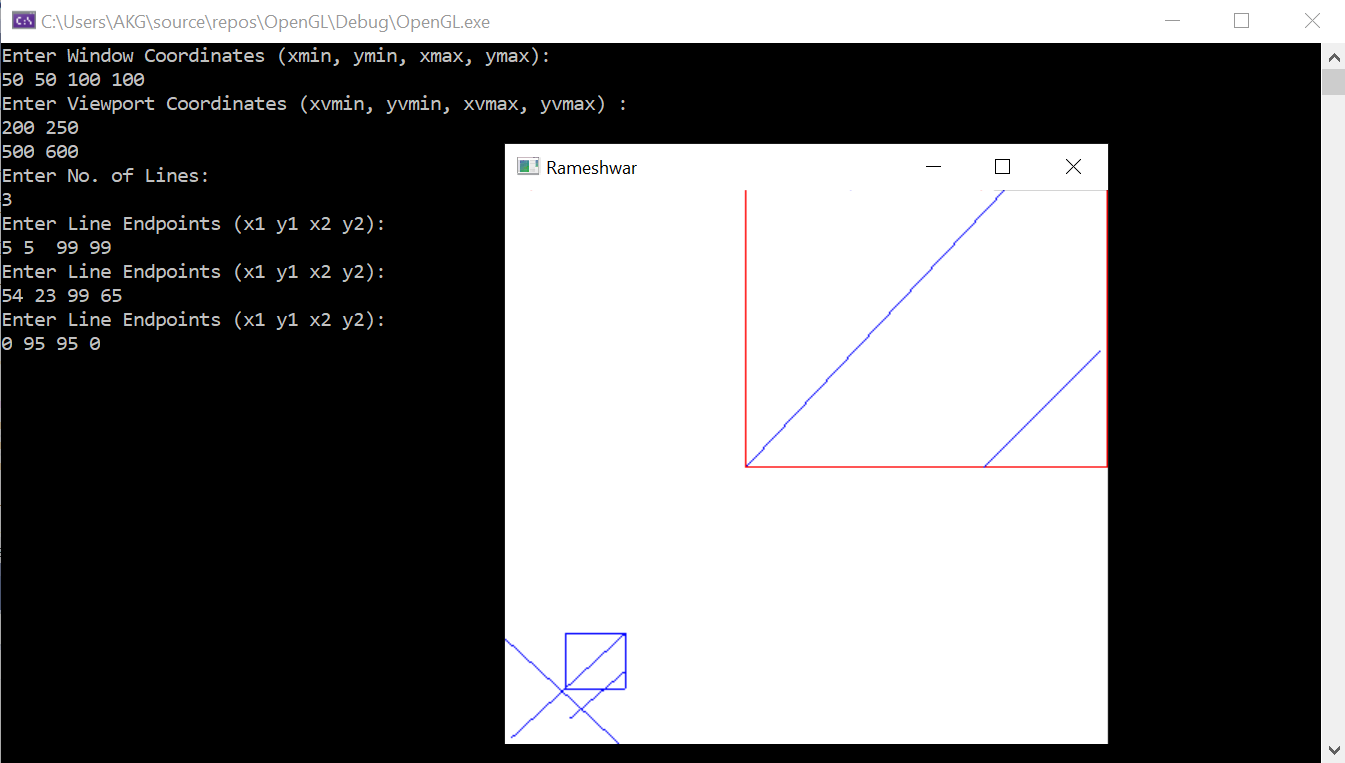 C:\Users\AKG\source\repos\OpenGL\Debug\OpenGL.exe
Enter Window Coordinates (xmin, ymin, xmax, ymax):
50 50 100 100
Enter Viewport Coordinates (xvmin, yvmin, xvmax, yvmax) :
200 250
500 600
Enter No. of Lines:
3
Enter Line Endpoints (x1 y1 x2 y2):
5 5  99 99
Enter Line Endpoints (x1 y1 x2 y2):
54 23 99 65
Enter Line Endpoints (x1 y1 x2 y2):
0 95 95 0
Rameshwar